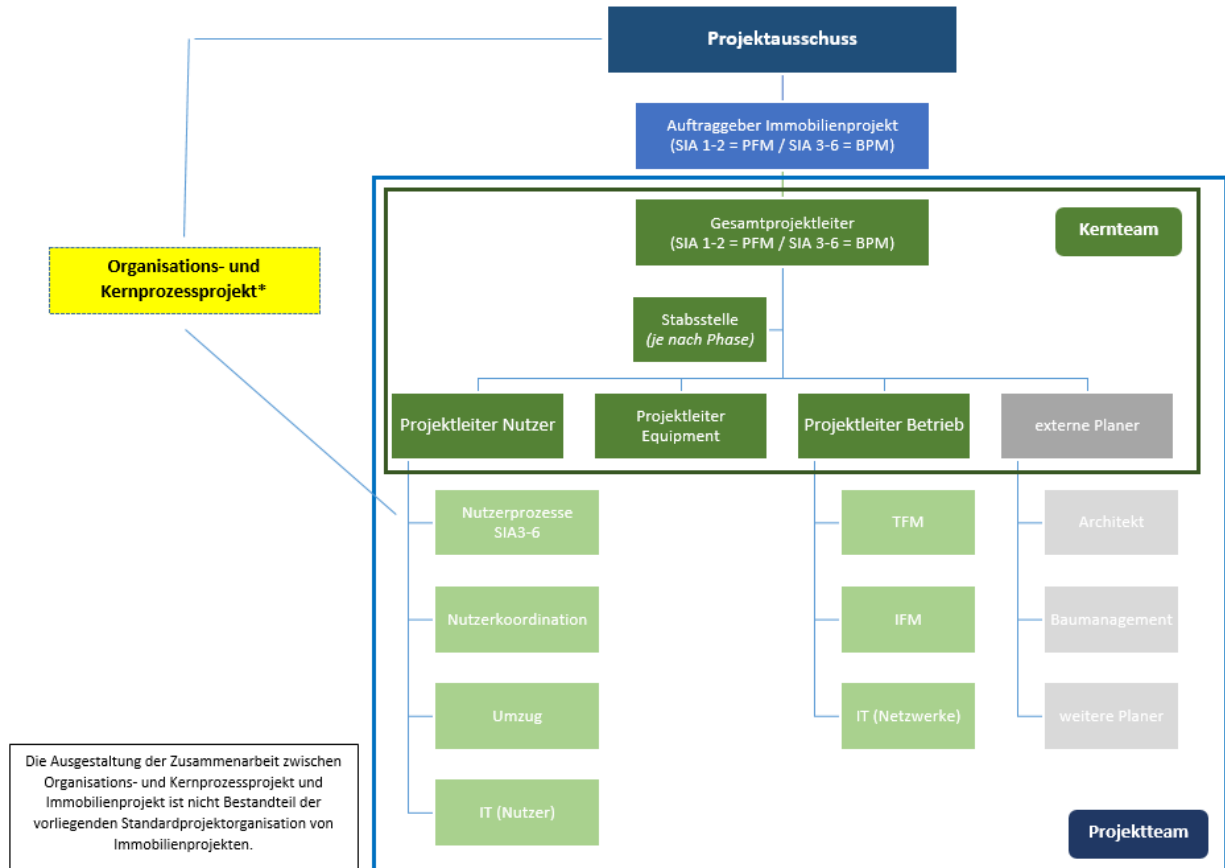 Projektausschuss
Auftraggeber Immobilienprojekt
(SIA 1-2 = PFM / SIA 3-6 = BPM)
Gesamtprojektleiter
(SIA 1-2 = PFM / SIA 3-6 = BPM)
Kernteam
Organisations- und
Kernprozessprojekt*
Stabsstelle
(je nach Phase)
Projektleiter Nutzer
Projektleiter
Equipment
Projektleiter Betrieb
externe Planer
Nutzerprozesse
SIA3-6
TFM
Architekt
Nutzerkoordination
IFM
Baumanagement
Umzug
IT (Netzwerke)
weitere Planer
IT (Nutzer)
Die Ausgestaltung der Zusammenarbeit zwischen
Organisations- und Kernprozessprojekt und
Immobilienprojekt ist nicht Bestandteil der
vorliegenden Standardprojektorganisation von
Immobilienprojekten.
Projektteam